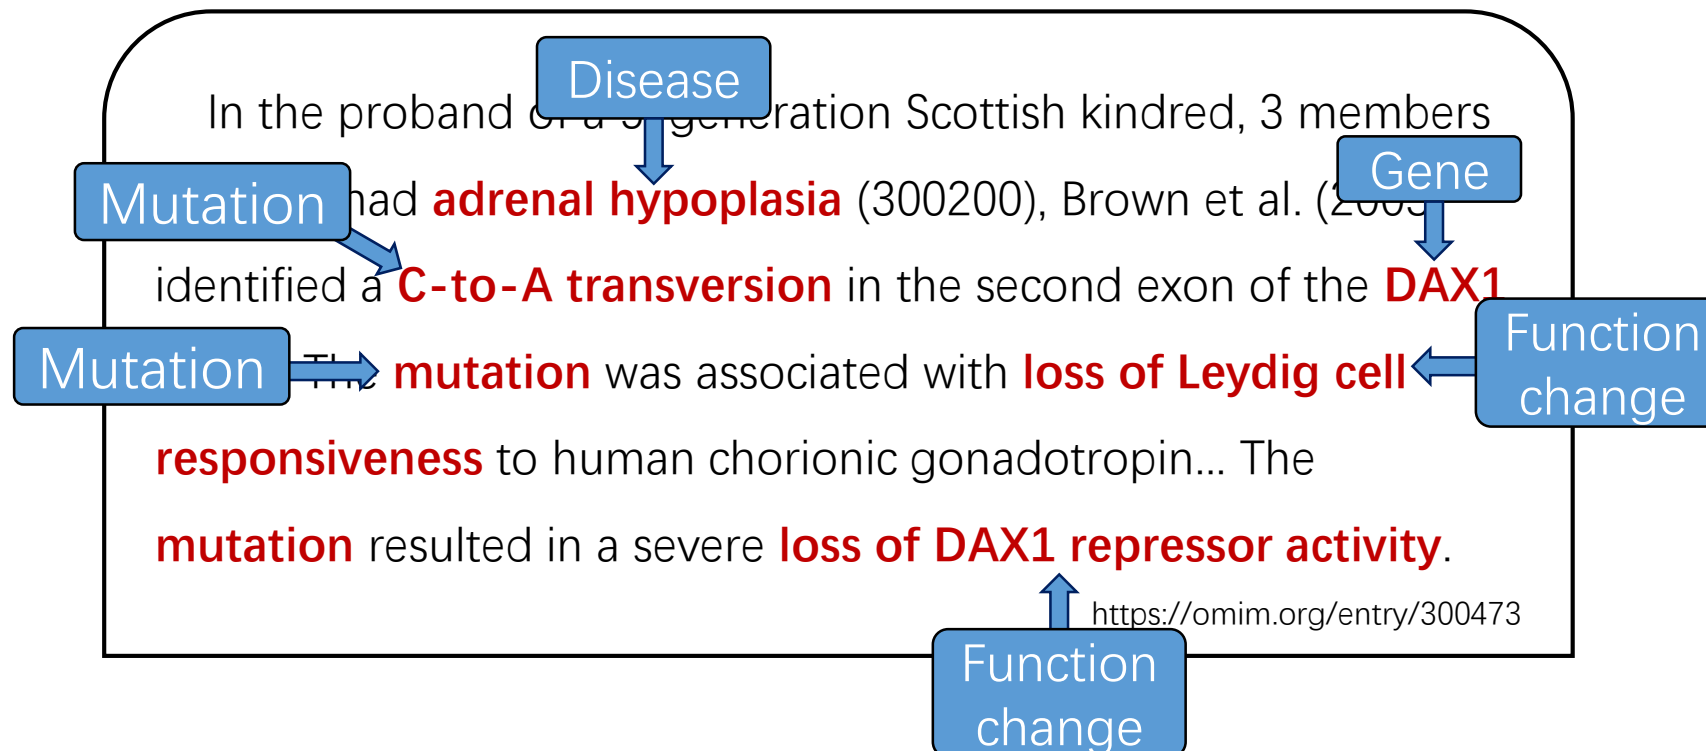 Disease
In the proband generation Scottish kindred, 3 members
Gene
Mutation
had adrenal hypoplasia (300200), Brown et al.
identified a C-to-A transversion in the second exon of the DAX1
Function
change
Mutation
The mutation was associated with loss of Leydig cell
responsiveness to human chorionic gonadotropin... The
mutation resulted in a severe loss of DAX1 repressor activity.
https://omim.org/entry/300473
Function
change